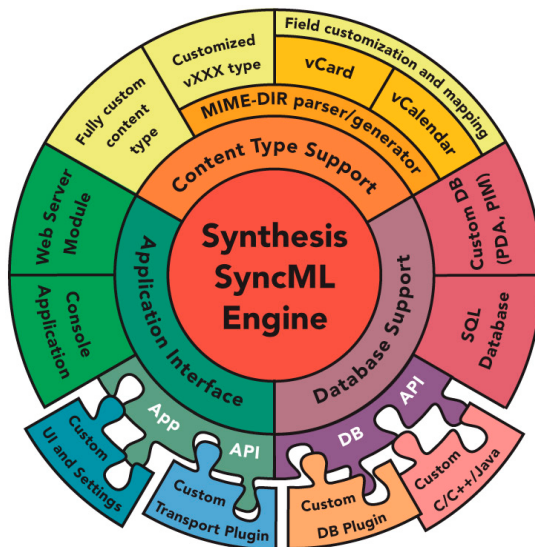 Field customization and mapping
Customized
vXXX type
vCard
vCalendar
Fully custom
content
type
MIME-DIR parser/generator
Content Type Support
Web Server
Module
Custom DB
(PDA, PIM)
Synthesis
SyncML
Engine
Application Interface
Database Support
Console
Application
SQL
Database
APP
API
DB
API
Custom
UI and Settings
Custom
Transport Plugin
Custom
DB Plugin
Custom
C/C++/Java